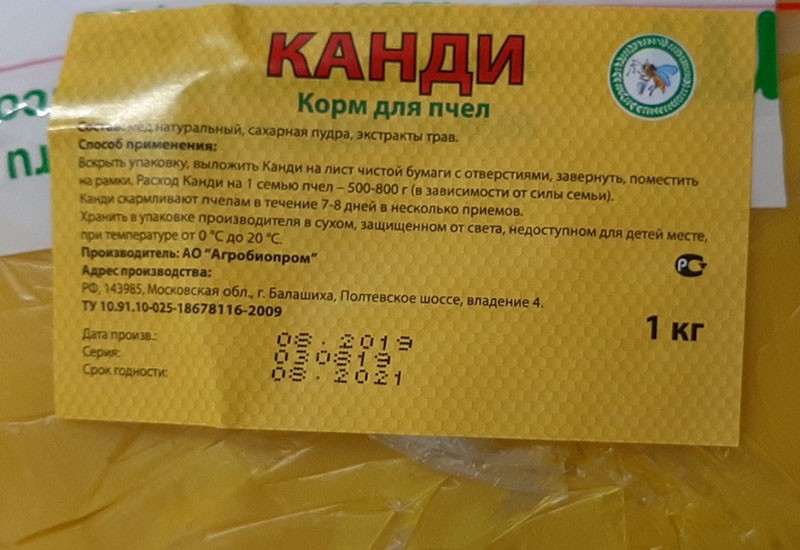 КАНДИ
Корм для пчел
Состав: мед натуральный, сахарная пудра, экстракты трав.
Способ применения:
Вскрыть упаковку, выложить Канди на лист чистой бумаги с отверстиями, завернуть, поместить
на рамки. Расход Канди на 1 семью пчел – 500-800 г (в зависимости от силы семьи).
Канди скармливают пчелам в течение 7-8 дней в несколько приемов.
Хранить в упаковке производителя в сухом, защищенном от света, недоступном для детей месте,
при температуре от 0 °С до 20 °С.
Производитель: АО "Агробиопром"
Адрес производства:
РФ, 143985, Московская обл., г. Балашиха, Полтевское шоссе, владение 4.
ТУ 10.91.10-025-18678116-2009
1 кг
Дата произв.: 08.2019
Серия: 030819
Срок годности: 08.2021